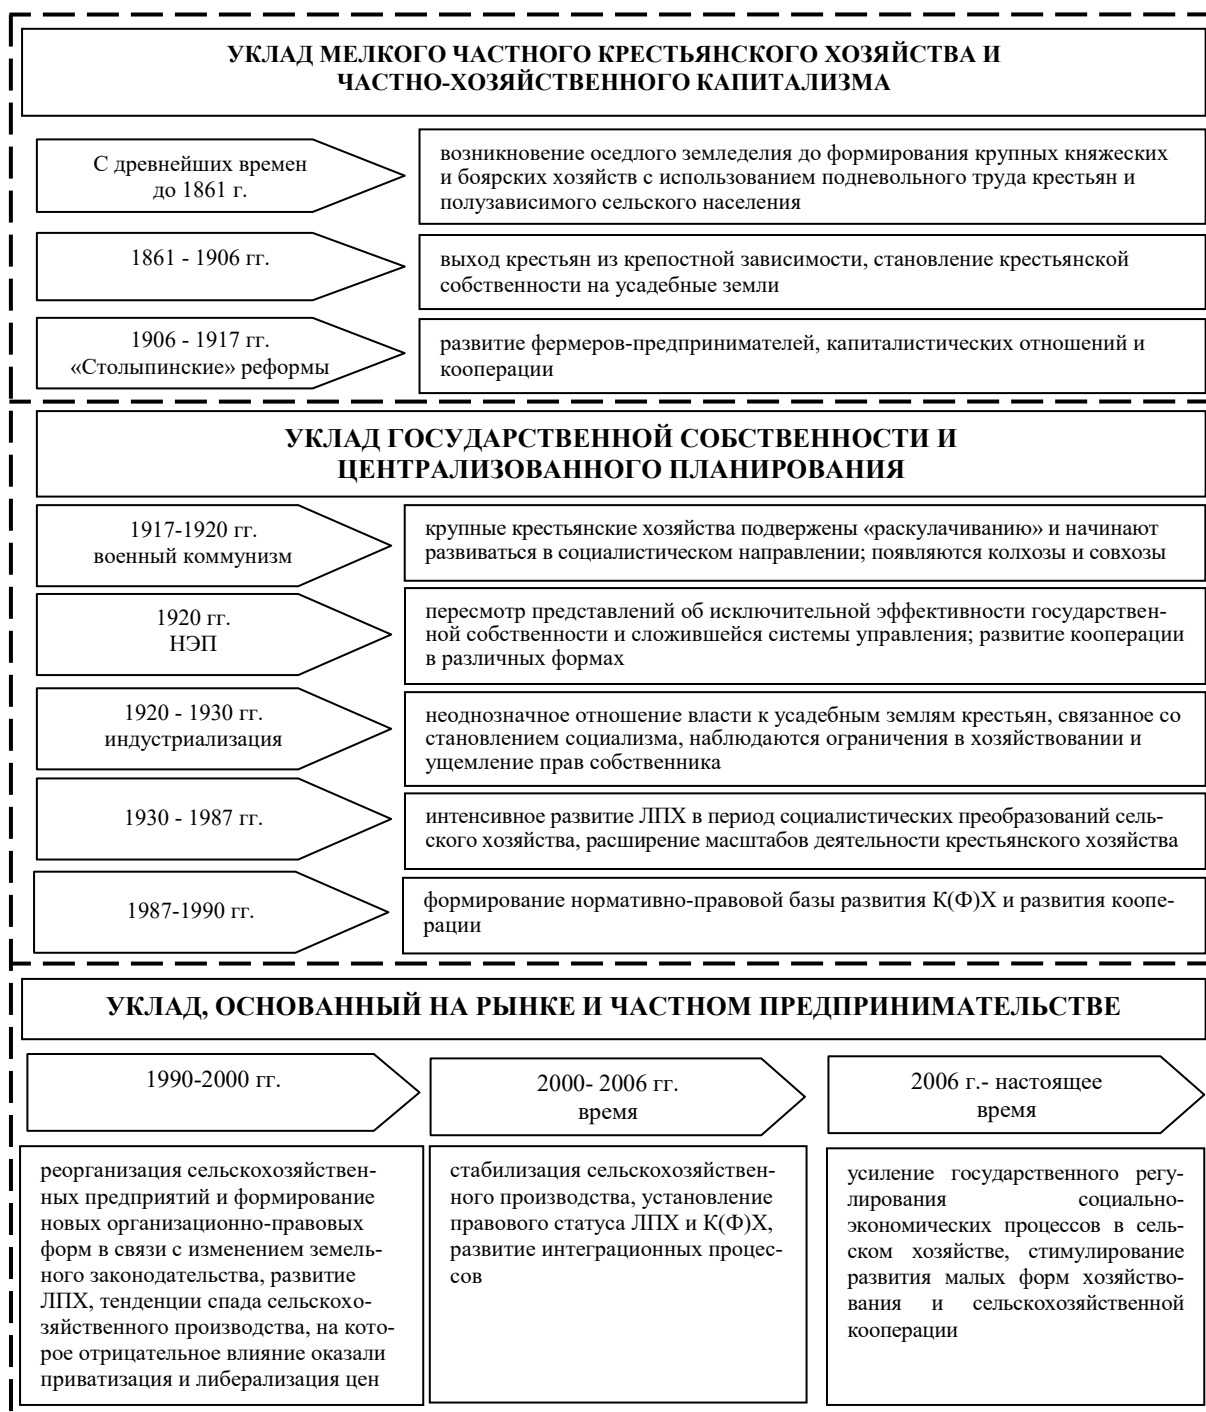 УКЛАД МЕЛКОГО ЧАСТНОГО КРЕСТЬЯНСКОГО ХОЗЯЙСТВА И
ЧАСТНО-ХОЗЯЙСТВЕННОГО КАПИТАЛИЗМА
С древнейших времен
до 1861 г.
возникновение оседлого земледелия до формирования крупных княжеских
и боярских хозяйств с использованием подневольного труда крестьян и
полузависимого сельского населения
1861 - 1906 гг.
выход крестьян из крепостной зависимости, становление крестьянской
собственности на усадебные земли
1906 - 1917 гг.
«Столыпинские» реформы
развитие фермеров-предпринимателей, капиталистических отношений и
кооперации
УКЛАД ГОСУДАРСТВЕННОЙ СОБСТВЕННОСТИ И
ЦЕНТРАЛИЗОВАННОГО ПЛАНИРОВАНИЯ
1917-1920 гг.
военный коммунизм
крупные крестьянские хозяйства подвержены «раскулачиванию» и начинают
развиваться в социалистическом направлении; появляются колхозы и совхозы
1920 гг.
НЭП
пересмотр представлений об исключительной эффективности государствен-
ной собственности и сложившейся системы управления; развитие кооперации
в различных формах
1920 - 1930 гг.
индустриализация
неоднозначное отношение власти к усадебным землям крестьян, связанное со
становлением социализма, наблюдаются ограничения в хозяйствовании и
ущемление прав собственника
1930 - 1987 гг.
интенсивное развитие ЛПХ в период социалистических преобразований сель-
ского хозяйства, расширение масштабов деятельности крестьянского хозяйства
1987-1990 гг.
формирование нормативно-правовой базы развития К(Ф)Х и развития коопе-
рации
УКЛАД, ОСНОВАННЫЙ НА РЫНКЕ И ЧАСТНОМ ПРЕДПРИНИМАТЕЛЬСТВЕ
1990-2000 гг.
реорганизация сельскохозяйствен-
ных предприятий и формирование
новых организационно-правовых
форм в связи с изменением земель-
ного законодательства, развитие
ЛПХ, тенденции спада сельскохо-
зяйственного производства, на кото-
рое отрицательное влияние оказали
приватизация и либерализация цен
2000- 2006 гг.
время
стабилизация сельскохозяйствен-
ного производства, установление
правового статуса ЛПХ и К(Ф)Х,
развитие интеграционных процес-
сов
2006 г.- настоящее
время
усиление государственного регу-
лирования социально-
экономических процессов в сель-
ском хозяйстве, стимулирование
развития малых форм хозяйство-
вания и сельскохозяйственной
кооперации